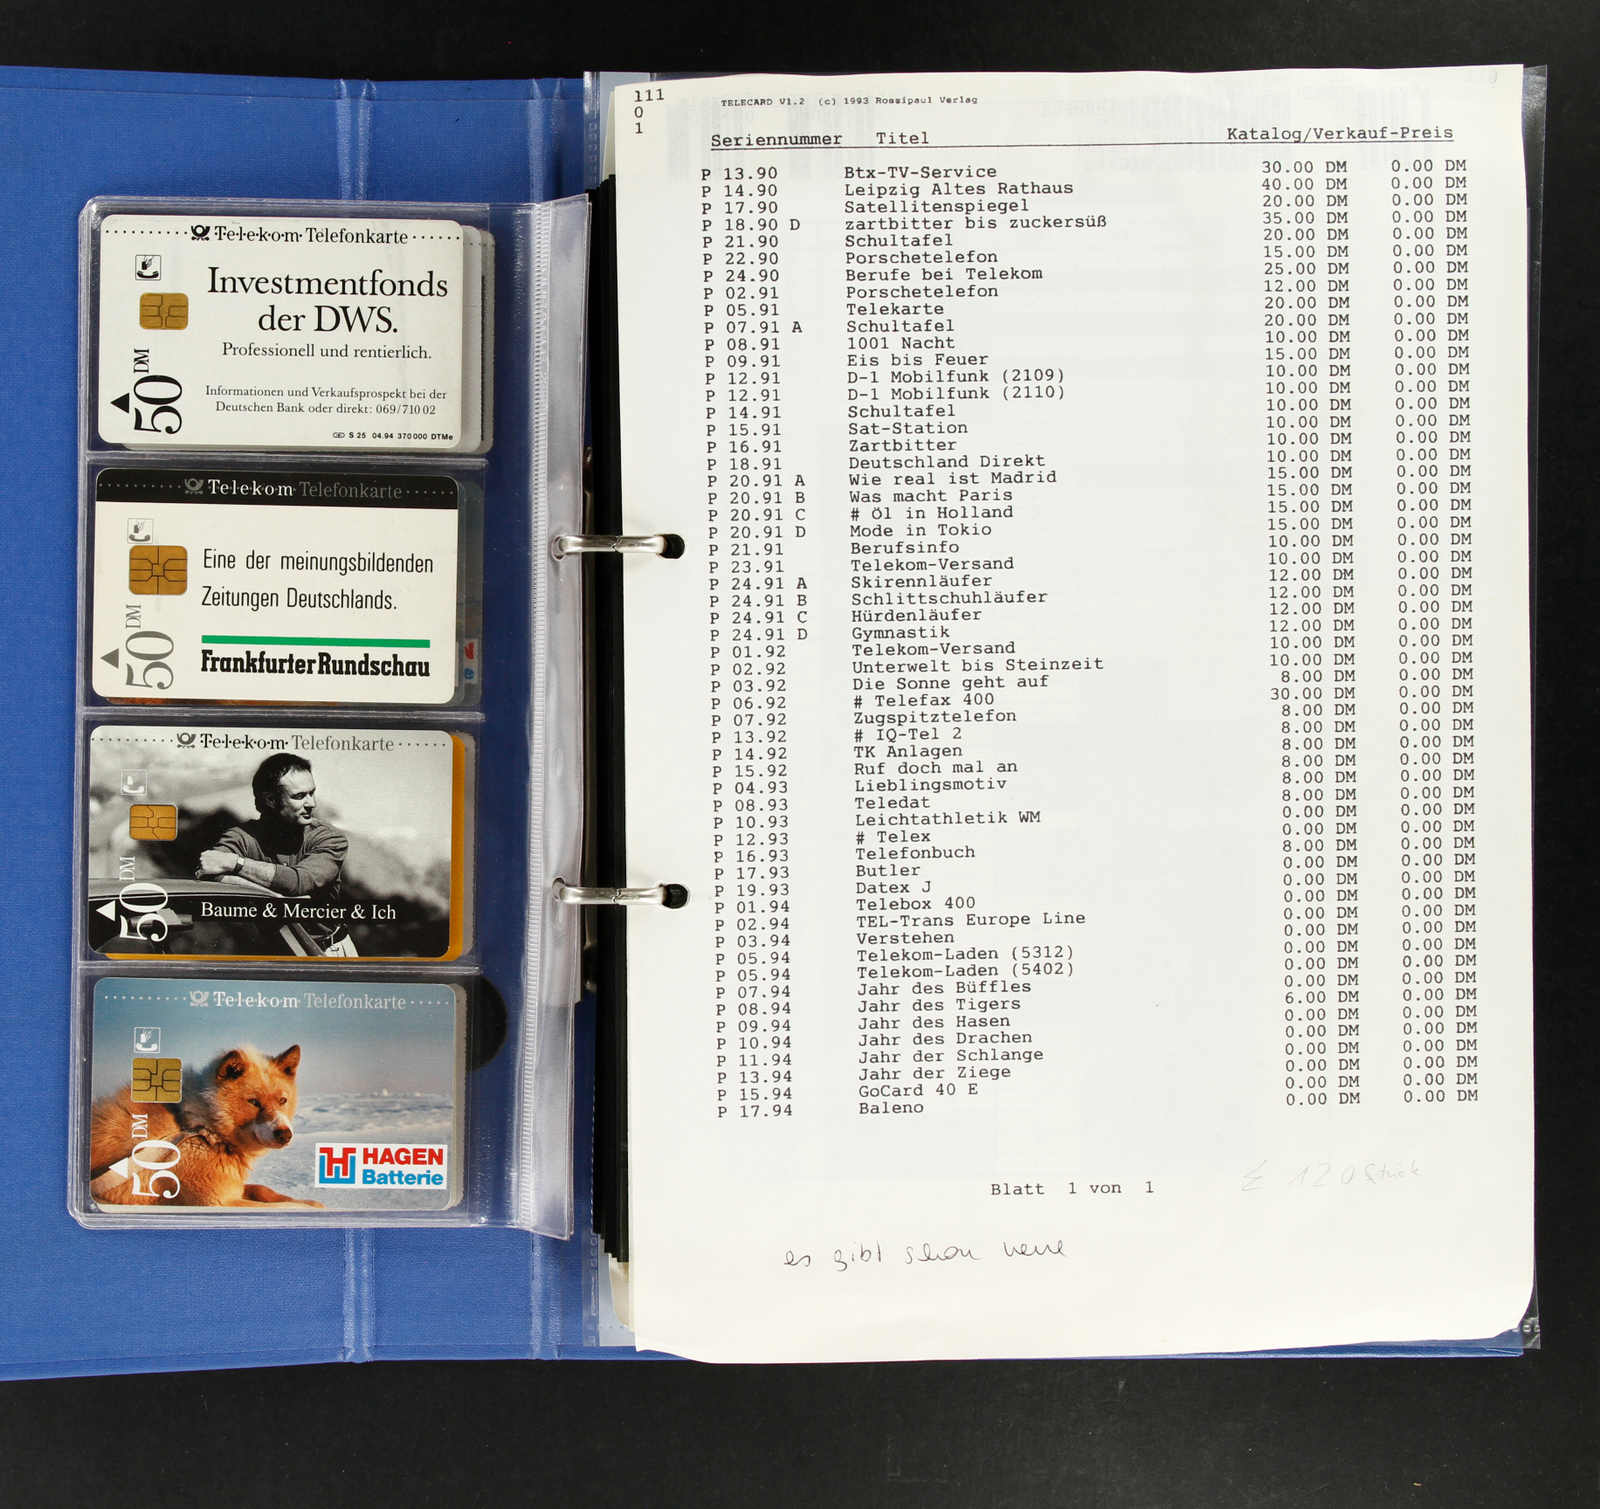 Telekom Telefonkarte
Investmentfonds
der DWS.
Professionell und rentierlich.
Informationen und Verkaufsprospekt bei der
Deutschen Bank oder direkt: 069/710 02
50 DM
S 25 04.94 370000 DTMe
Telekom Telefonkarte
Eine der meinungsbildenden
Zeitungen Deutschlands.
Frankfurter Rundschau
50 DM
Telekom Telefonkarte
50 DM
Baume & Mercier & Ich
Telekom Telefonkarte
50 DM
HAGEN
Batterie
111
0
1
TELECARD V1.2 (c) 1993 Rossipaul Verlag
Seriennummer Titel Katalog/Verkauf-Preis
P 13.90 Btx-TV-Service 30.00 DM 0.00 DM
P 14.90 Leipzig Altes Rathaus 40.00 DM 0.00 DM
P 17.90 Satellitenspiegel 20.00 DM 0.00 DM
P 18.90 D zartbitter bis zuckersüß 35.00 DM 0.00 DM
P 21.90 Schultafel 20.00 DM 0.00 DM
P 22.90 Porschetelefon 15.00 DM 0.00 DM
P 24.90 Berufe bei Telekom 25.00 DM 0.00 DM
P 02.91 Porschetelefon 12.00 DM 0.00 DM
P 05.91 Telekarte 20.00 DM 0.00 DM
P 07.91 A Schultafel 20.00 DM 0.00 DM
P 08.91 1001 Nacht 10.00 DM 0.00 DM
P 09.91 Eis bis Feuer 15.00 DM 0.00 DM
P 12.91 D-1 Mobilfunk (2109) 10.00 DM 0.00 DM
P 12.91 D-1 Mobilfunk (2110) 10.00 DM 0.00 DM
P 14.91 Schultafel 10.00 DM 0.00 DM
P 15.91 Sat-Station 10.00 DM 0.00 DM
P 16.91 Zartbitter 10.00 DM 0.00 DM
P 18.91 Deutschland Direkt 10.00 DM 0.00 DM
P 20.91 A Wie real ist Madrid 15.00 DM 0.00 DM
P 20.91 B Was macht Paris 15.00 DM 0.00 DM
P 20.91 C # Öl in Holland 15.00 DM 0.00 DM
P 20.91 D Mode in Tokio 15.00 DM 0.00 DM
P 21.91 Berufsinfo 10.00 DM 0.00 DM
P 23.91 Telekom-Versand 10.00 DM 0.00 DM
P 24.91 A Skirennläufer 12.00 DM 0.00 DM
P 24.91 B Schlittschuhläufer 12.00 DM 0.00 DM
P 24.91 C Hürdenläufer 12.00 DM 0.00 DM
P 24.91 D Gymnastik 12.00 DM 0.00 DM
P 01.92 Telekom-Versand 10.00 DM 0.00 DM
P 02.92 Unterwelt bis Steinzeit 10.00 DM 0.00 DM
P 03.92 Die Sonne geht auf 8.00 DM 0.00 DM
P 06.92 # Telefax 400 30.00 DM 0.00 DM
P 07.92 Zugspitztelefon 8.00 DM 0.00 DM
P 13.92 # IQ-Tel 2 8.00 DM 0.00 DM
P 14.92 TK Anlagen 8.00 DM 0.00 DM
P 15.92 Ruf doch mal an 8.00 DM 0.00 DM
P 04.93 Lieblingsmotiv 8.00 DM 0.00 DM
P 08.93 Teledat 8.00 DM 0.00 DM
P 10.93 Leichtathletik WM 0.00 DM 0.00 DM
P 12.93 # Telex 0.00 DM 0.00 DM
P 16.93 Telefonbuch 8.00 DM 0.00 DM
P 17.93 Butler 0.00 DM 0.00 DM
P 19.93 Datex J 0.00 DM 0.00 DM
P 01.94 Telebox 400 0.00 DM 0.00 DM
P 02.94 TEL-Trans Europe Line 0.00 DM 0.00 DM
P 03.94 Verstehen 0.00 DM 0.00 DM
P 05.94 Telekom-Laden (5312) 0.00 DM 0.00 DM
P 05.94 Telekom-Laden (5402) 0.00 DM 0.00 DM
P 07.94 Jahr des Büffles 0.00 DM 0.00 DM
P 08.94 Jahr des Tigers 6.00 DM 0.00 DM
P 09.94 Jahr des Hasen 0.00 DM 0.00 DM
P 10.94 Jahr des Drachen 0.00 DM 0.00 DM
P 11.94 Jahr der Schlange 0.00 DM 0.00 DM
P 13.94 Jahr der Ziege 0.00 DM 0.00 DM
P 15.94 GoCard 40 E 0.00 DM 0.00 DM
P 17.94 Baleno 0.00 DM 0.00 DM
Σ 120 Stück
Blatt 1 von 1
es gibt schon neue